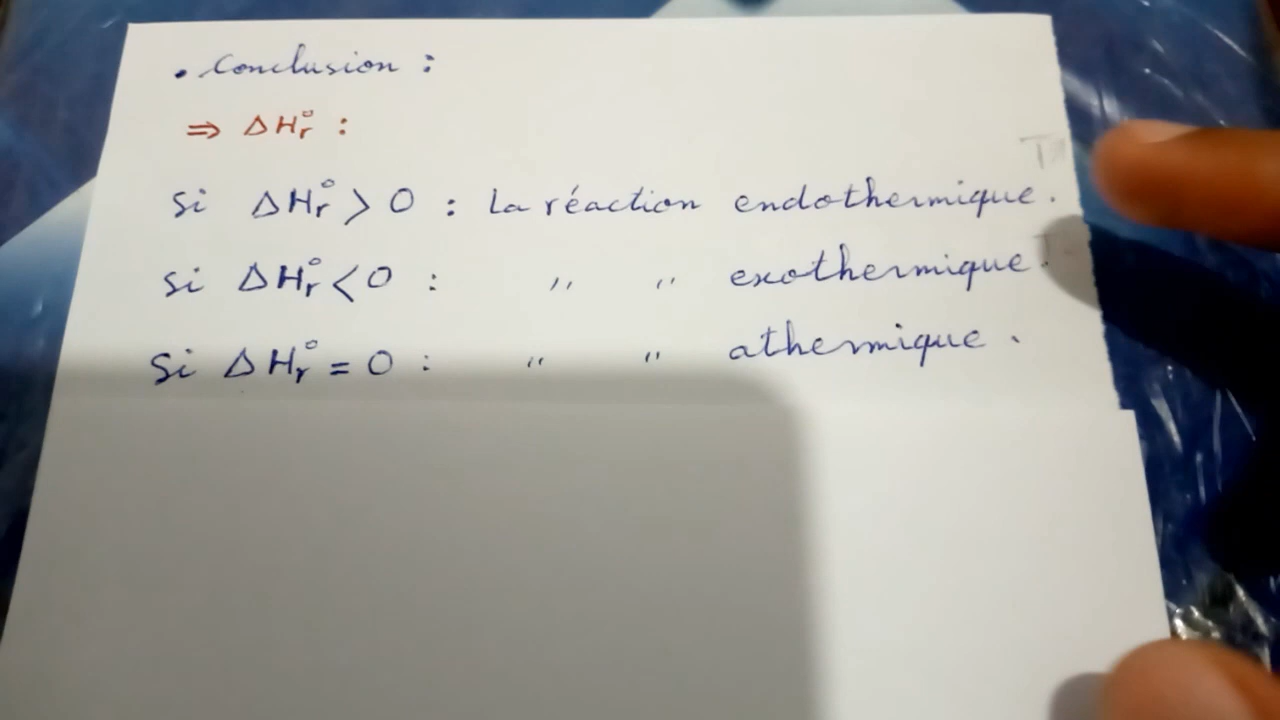 • Conclusion :
⇒ ΔH°r :
Si ΔH°r > 0 : La réaction endothermique.
Si ΔH°r < 0 : " " exothermique.
Si ΔH°r = 0 : " " athermique.